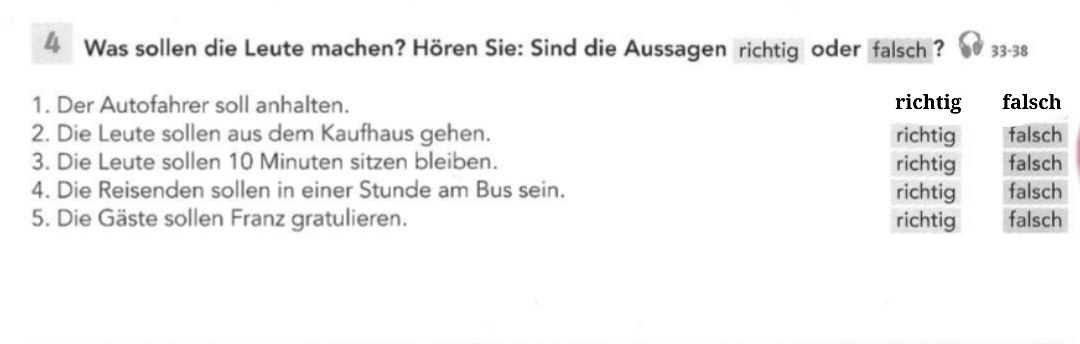 4 Was sollen die Leute machen? Hören Sie: Sind die Aussagen richtig oder falsch? 33-38
1. Der Autofahrer soll anhalten. richtig falsch
2. Die Leute sollen aus dem Kaufhaus gehen. richtig falsch
3. Die Leute sollen 10 Minuten sitzen bleiben. richtig falsch
4. Die Reisenden sollen in einer Stunde am Bus sein. richtig falsch
5. Die Gäste sollen Franz gratulieren. richtig falsch